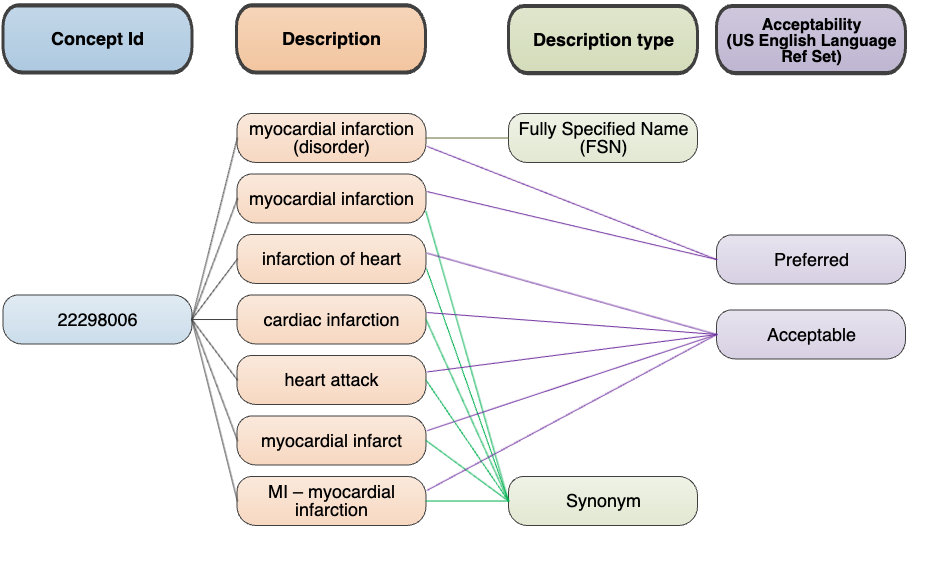 Concept Id
Description
Description type
Acceptability
(US English Language
Ref Set)
myocardial infarction
(disorder)
Fully Specified Name
(FSN)
myocardial infarction
infarction of heart
Preferred
22298006
cardiac infarction
Acceptable
heart attack
myocardial infarct
MI – myocardial
infarction
Synonym